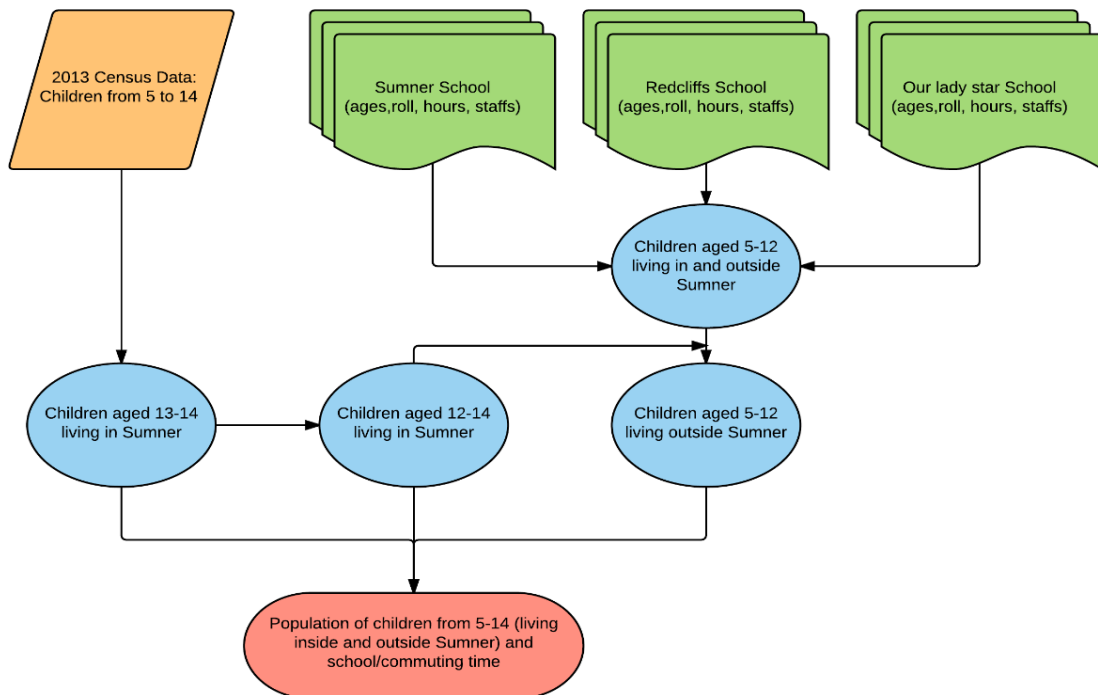 2013 Census Data:
Children from 5 to 14
Sumner School
(ages,roll, hours, staffs)
Redcliffs School
(ages,roll, hours, staffs)
Our lady star School
(ages,roll, hours, staffs)
Children aged 5-12
living in and outside
Sumner
Children aged 13-14
living in Sumner
Children aged 12-14
living in Sumner
Children aged 5-12
living outside Sumner
Population of children from 5-14 (living
inside and outside Sumner) and
school/commuting time